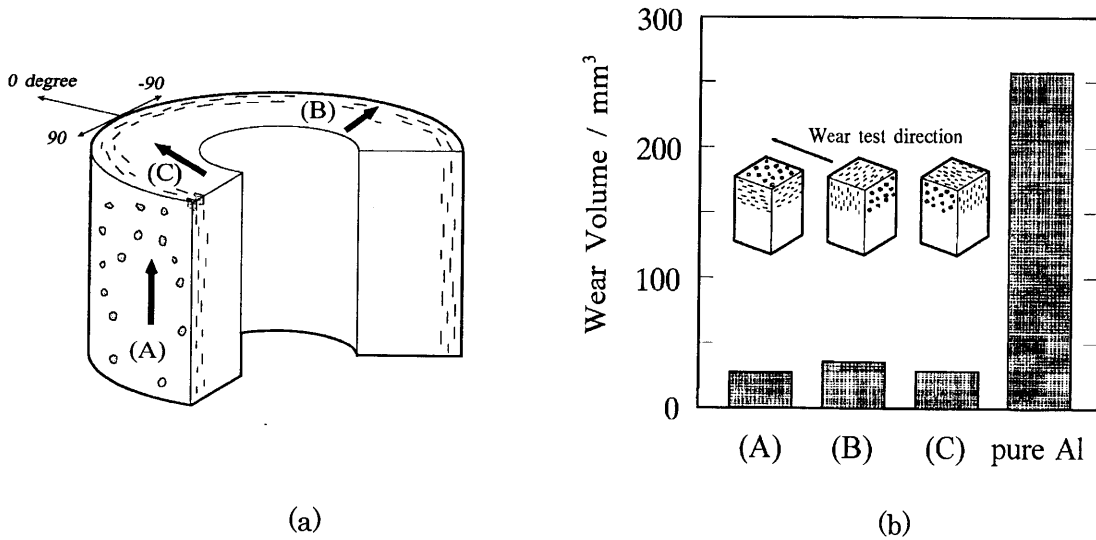 0 degree
-90
90
(B)
(C)
(A)
(a)
Wear Volume / mm³
300
200
100
0
Wear test direction
(A) (B) (C) pure Al
(b)